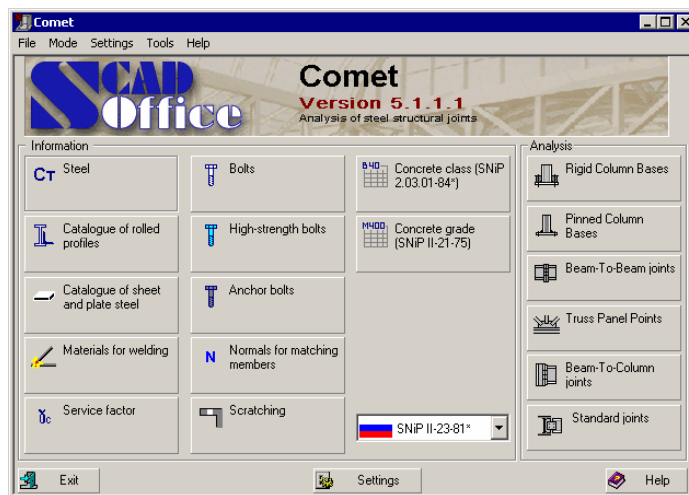 Comet
File Mode Settings Tools Help
SCAD
Office
Comet
Version 5.1.1.1
Analysis of steel structural joints
Information
Cт Steel
Catalogue of rolled
profiles
Catalogue of sheet
and plate steel
Materials for welding
γc Service factor
Bolts
High-strength bolts
Anchor bolts
N Normals for matching
members
Scratching
B40 Concrete class (SNiP
2.03.01-84*)
M400 Concrete grade
(SNiP II-21-75)
SNiP II-23-81*
Analysis
Rigid Column Bases
Pinned Column
Bases
Beam-To-Beam joints
Truss Panel Points
Beam-To-Column
joints
Standard joints
Exit
Settings
Help